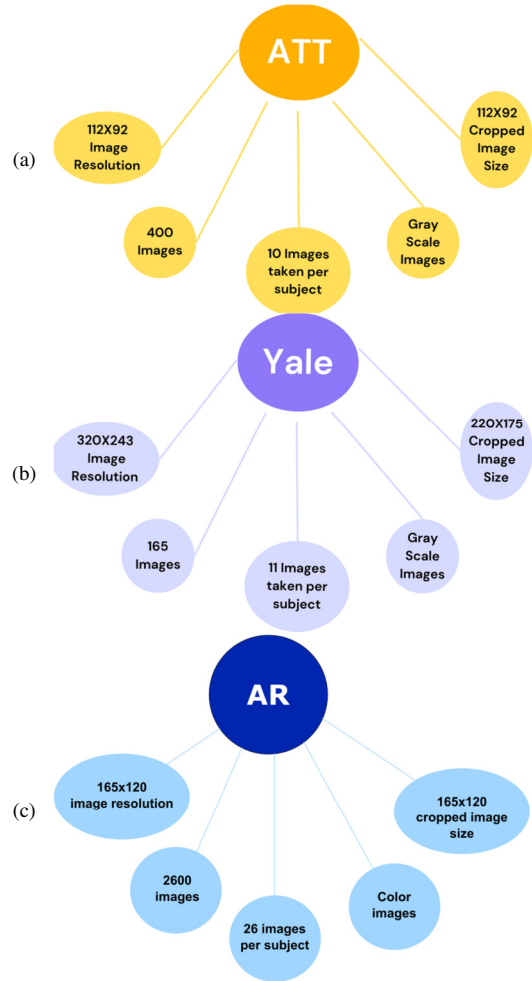 ATT
112X92
Image
Resolution
112X92
Cropped
Image
Size
(a)
400
Images
10 Images
taken per
subject
Gray
Scale
Images
Yale
320X243
Image
Resolution
220X175
Cropped
Image
Size
(b)
165
Images
11 Images
taken per
subject
Gray
Scale
Images
AR
165x120
image resolution
165x120
cropped image
size
(c)
2600
images
26 images
per subject
Color
images